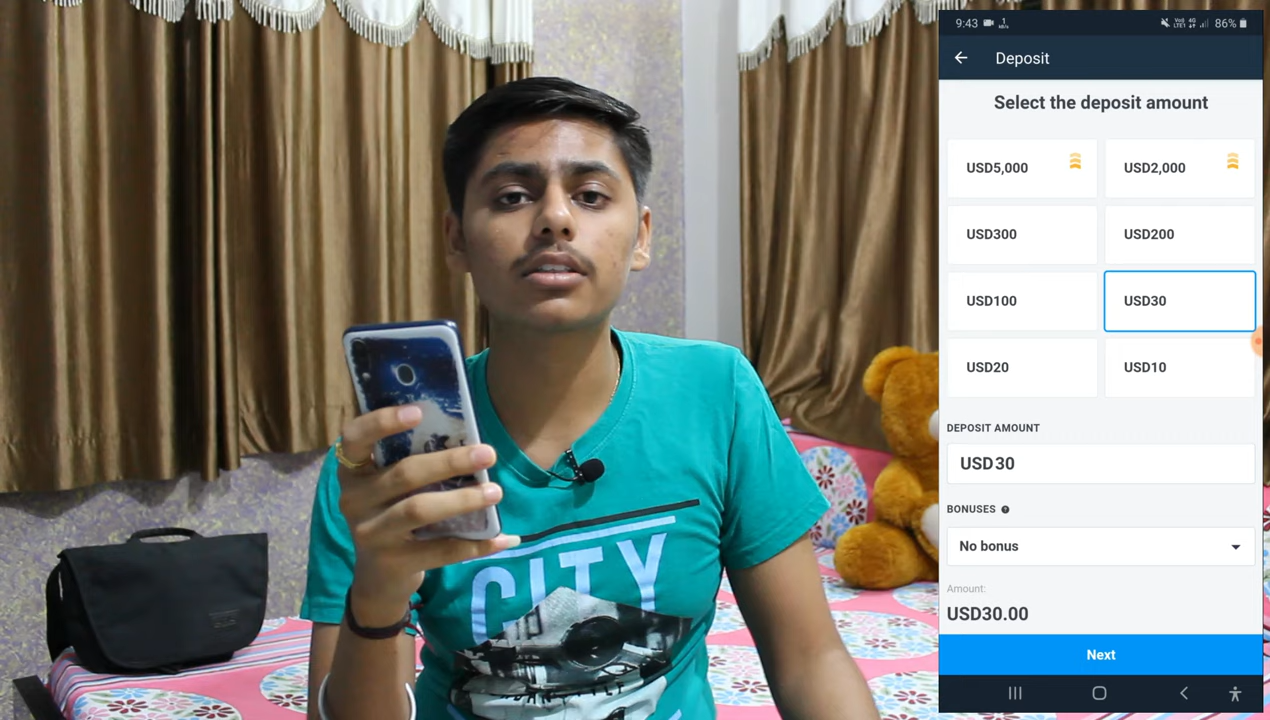 9:43
86%
Deposit
Select the deposit amount
USD5,000
USD2,000
USD300
USD200
USD100
USD30
USD20
USD10
DEPOSIT AMOUNT
USD30
BONUSES
No bonus
Amount:
USD30.00
Next
CITY